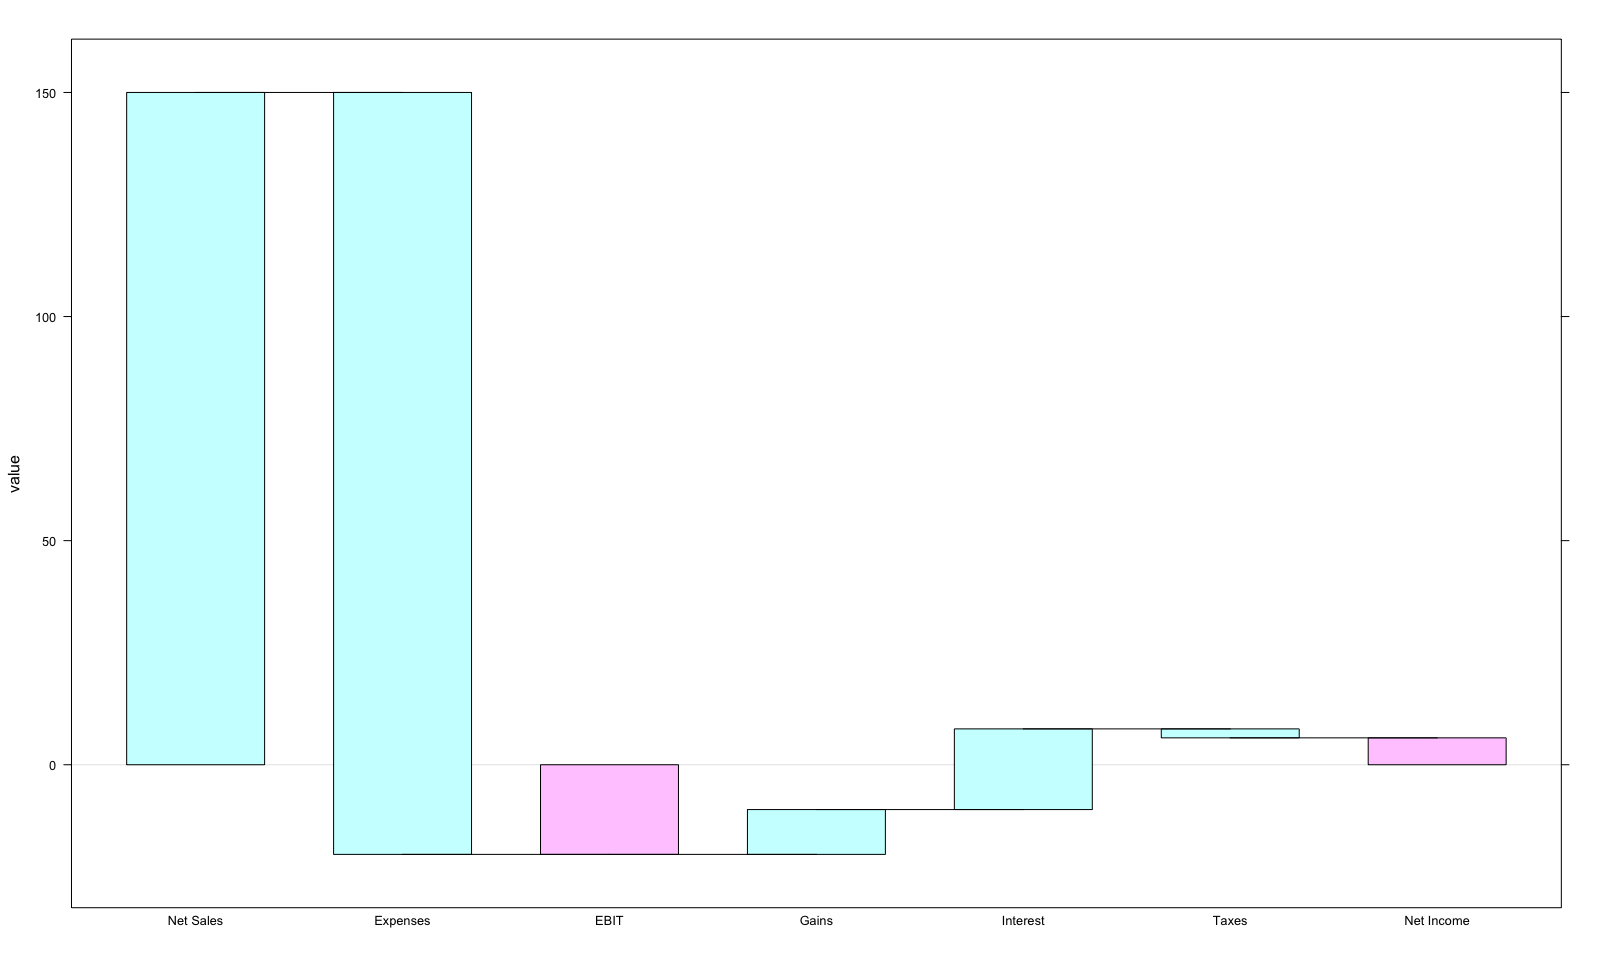 value
150
100
50
0
Net Sales
Expenses
EBIT
Gains
Interest
Taxes
Net Income